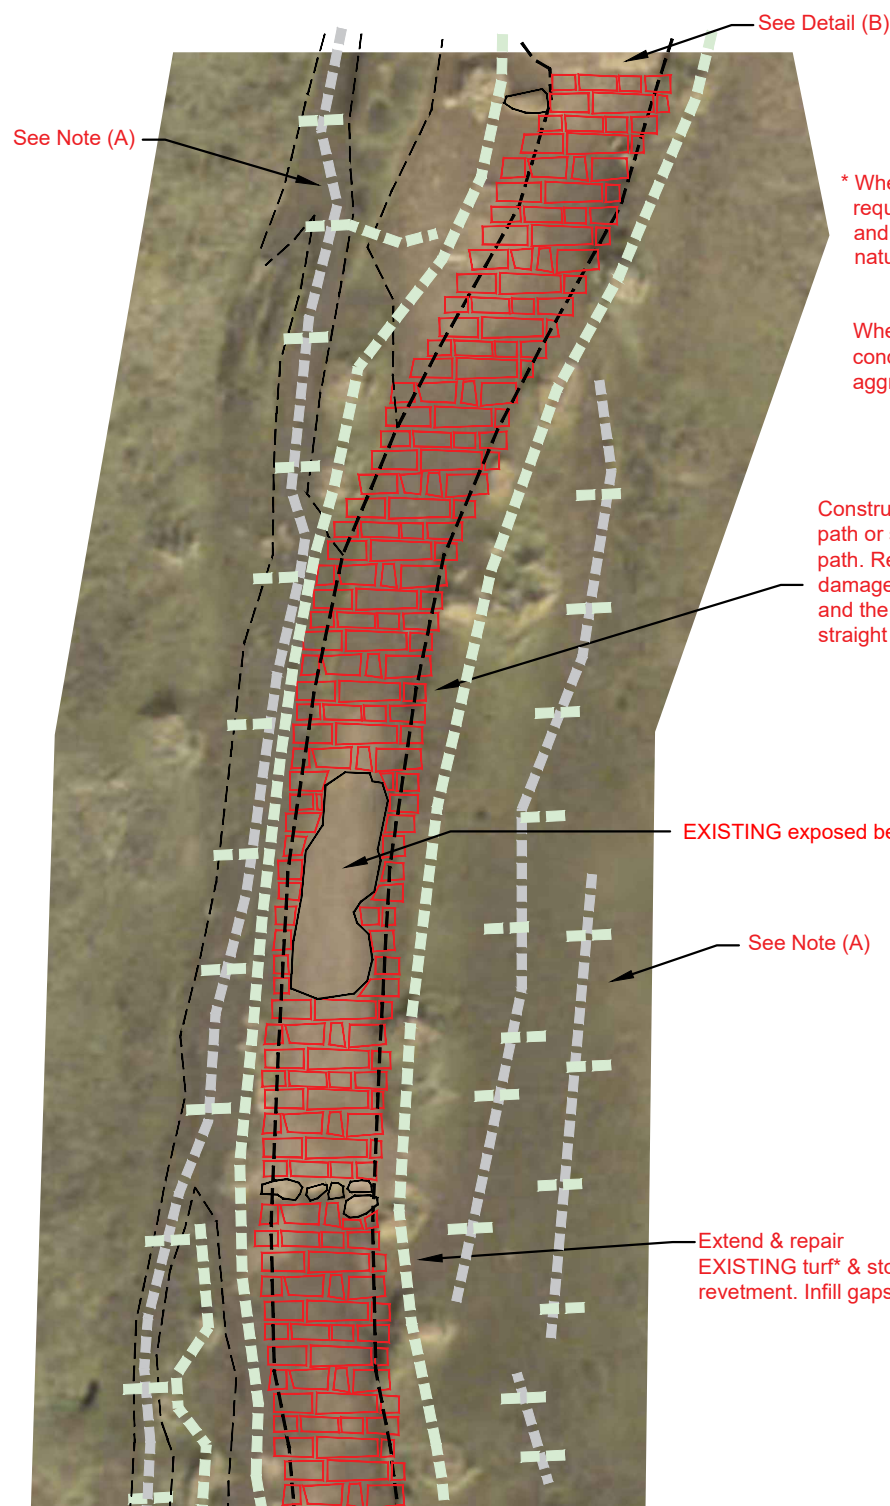 See Detail (B)
See Note (A)
* Whe
requ
and
natu
Whe
conc
aggr
Constru
path or
path. Re
damage
and the
straight
EXISTING exposed be
See Note (A)
Extend & repair
EXISTING turf* & sto
revetment. Infill gaps